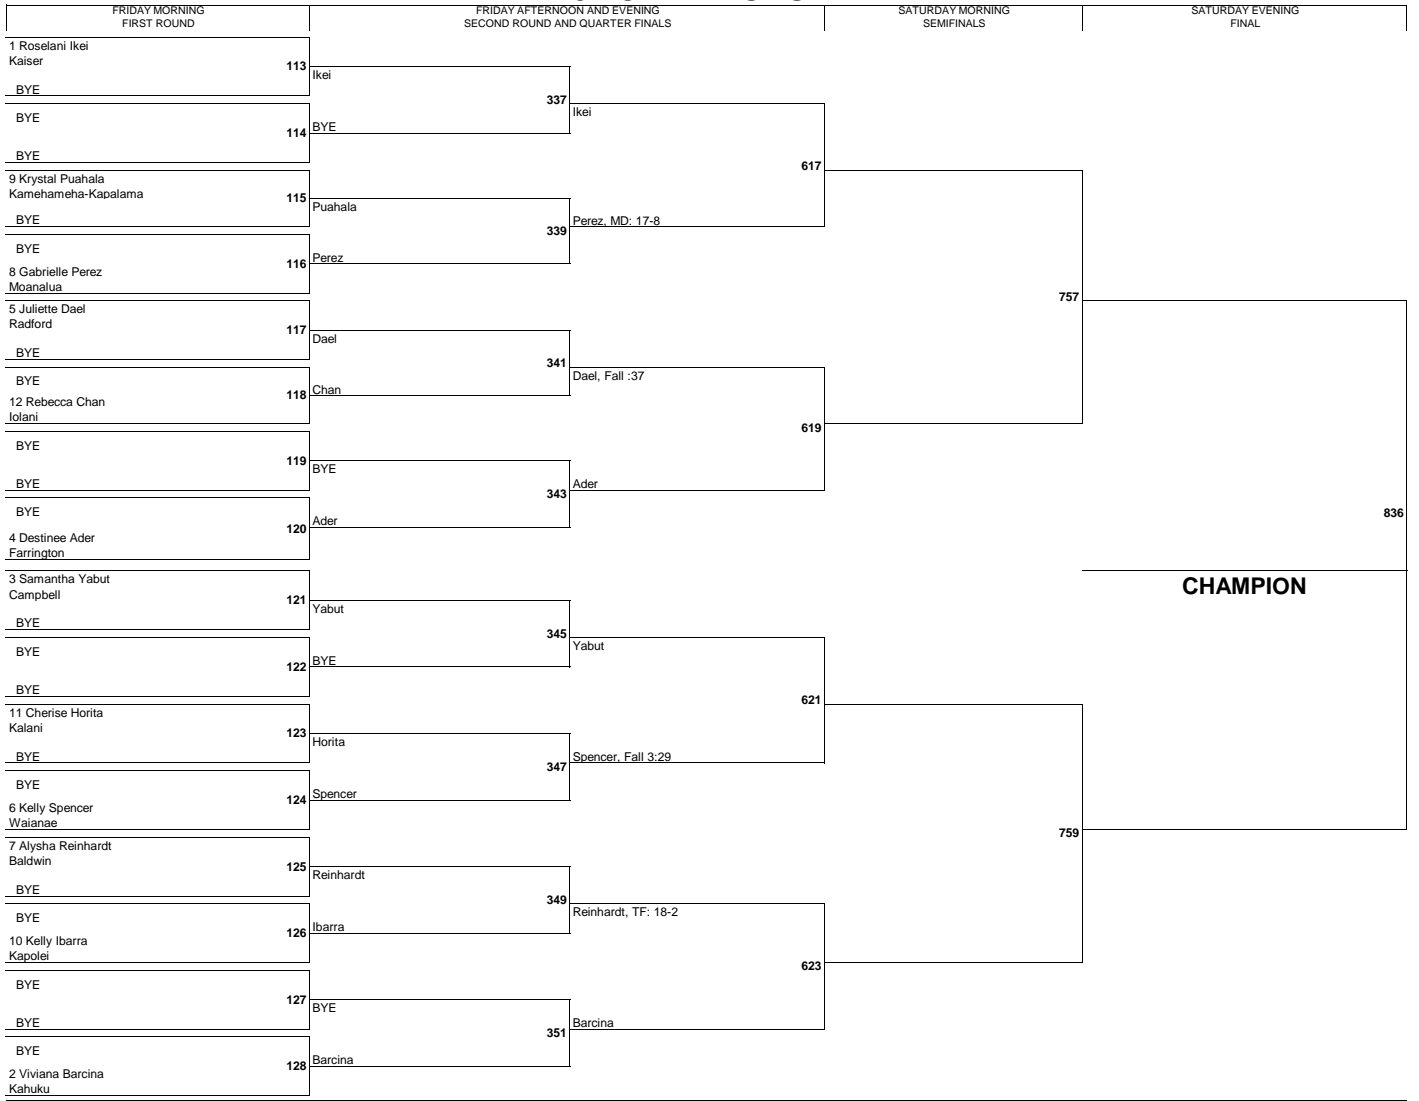 FRIDAY MORNING
FIRST ROUND
FRIDAY AFTERNOON AND EVENING
SECOND ROUND AND QUARTER FINALS
SATURDAY MORNING
SEMIFINALS
SATURDAY EVENING
FINAL
1 Roselani Ikei
Kaiser
113
BYE
BYE
114
BYE
9 Krystal Puahala
Kamehameha-Kapalama
115
BYE
BYE
116
8 Gabrielle Perez
Moanalua
5 Juliette Dael
Radford
117
BYE
BYE
118
12 Rebecca Chan
Iolani
BYE
119
BYE
BYE
120
4 Destinee Ader
Farrington
3 Samantha Yabut
Campbell
121
BYE
BYE
122
BYE
11 Cherise Horita
Kalani
123
BYE
BYE
124
6 Kelly Spencer
Waianae
7 Alysha Reinhardt
Baldwin
125
BYE
BYE
126
10 Kelly Ibarra
Kapolei
BYE
127
BYE
BYE
128
2 Viviana Barcina
Kahuku
Ikei
337
BYE
Puahala
339
Perez
Dael
341
Chan
BYE
343
Ader
Yabut
345
BYE
Horita
347
Spencer
Reinhardt
349
Ibarra
BYE
351
Barcina
Ikei
617
Perez, MD: 17-8
Dael, Fall :37
619
Ader
Yabut
621
Spencer, Fall 3:29
Reinhardt, TF: 18-2
623
Barcina
757
759
836
CHAMPION